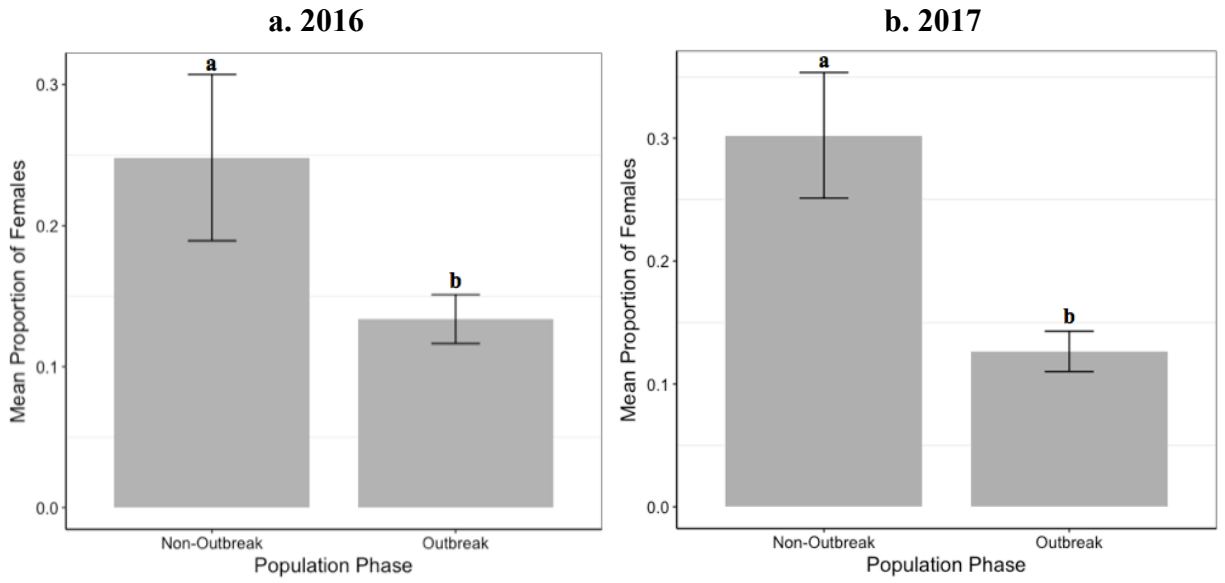 a. 2016
Mean Proportion of Females
0.3
0.2
0.1
0.0
a
b
Non-Outbreak
Outbreak
Population Phase
b. 2017
Mean Proportion of Females
0.3
0.2
0.1
0.0
a
b
Non-Outbreak
Outbreak
Population Phase